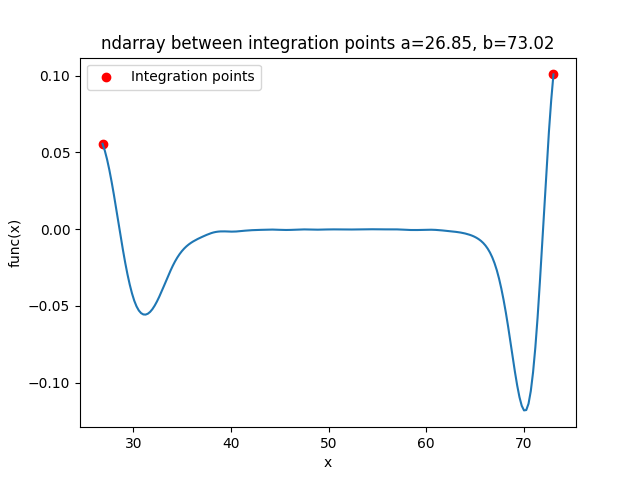 ndarray between integration points a=26.85, b=73.02
Integration points
0.10
0.05
0.00
−0.05
−0.10
func(x)
30 40 50 60 70
x